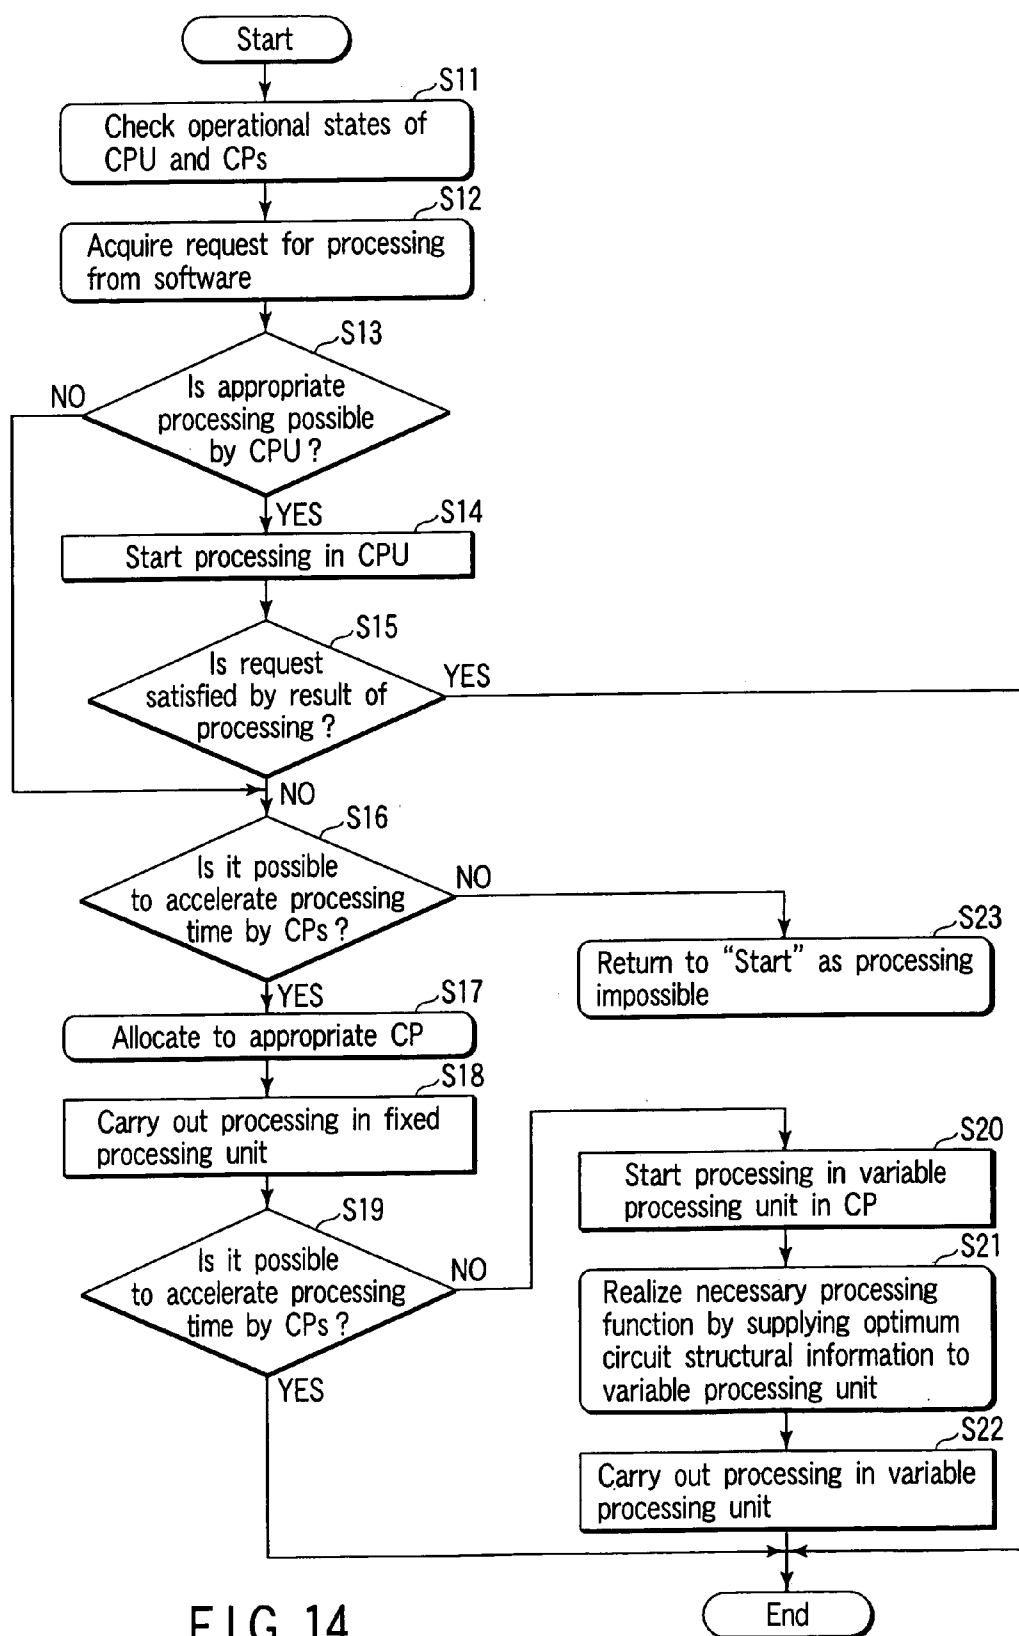 Start
S11
Check operational states of
CPU and CPs
S12
Acquire request for processing
from software
S13
Is appropriate
processing possible
by CPU?
NO
YES
S14
Start processing in CPU
S15
Is request
satisfied by result of
processing?
YES
NO
S16
Is it possible
to accelerate processing
time by CPs?
NO
S23
Return to “Start” as processing
impossible
YES
S17
Allocate to appropriate CP
S18
Carry out processing in fixed
processing unit
S19
Is it possible
to accelerate processing
time by CPs?
NO
YES
S20
Start processing in variable
processing unit in CP
S21
Realize necessary processing
function by supplying optimum
circuit structural information to
variable processing unit
S22
Carry out processing in variable
processing unit
End
FIG. 14